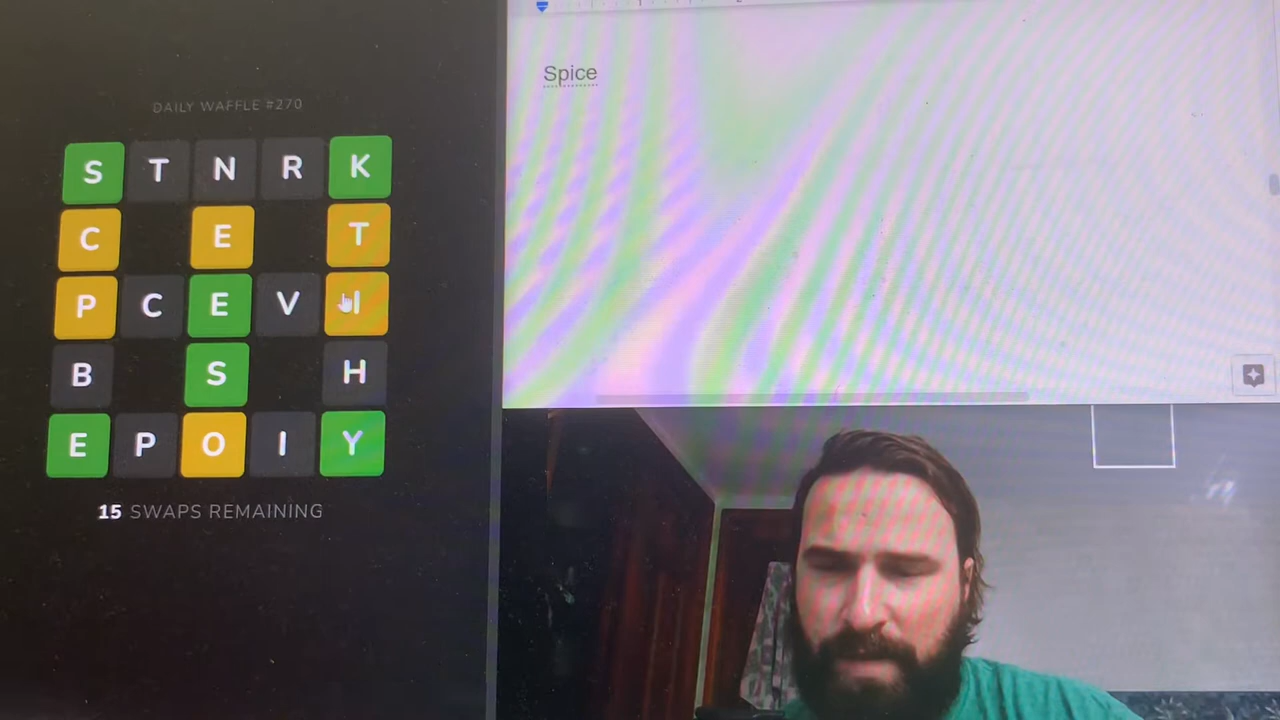 Spice
DAILY WAFFLE #270
S T N R K
C E T
P C E V I
B S H
E P O I Y
15 SWAPS REMAINING